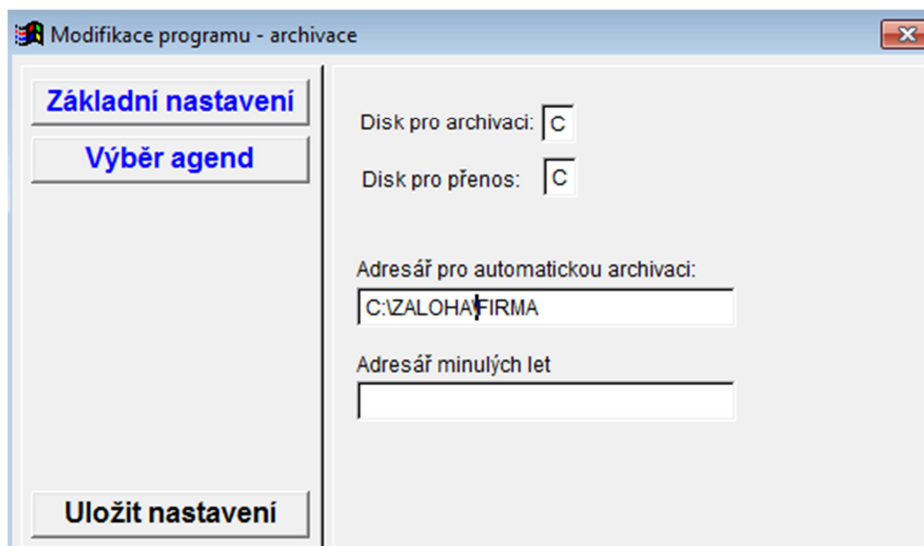 Modifikace programu - archivace
Základní nastavení
Výběr agend
Disk pro archivaci: C
Disk pro přenos: C
Adresář pro automatickou archivaci:
C:\ZALOHA\FIRMA
Adresář minulých let
Uložit nastavení